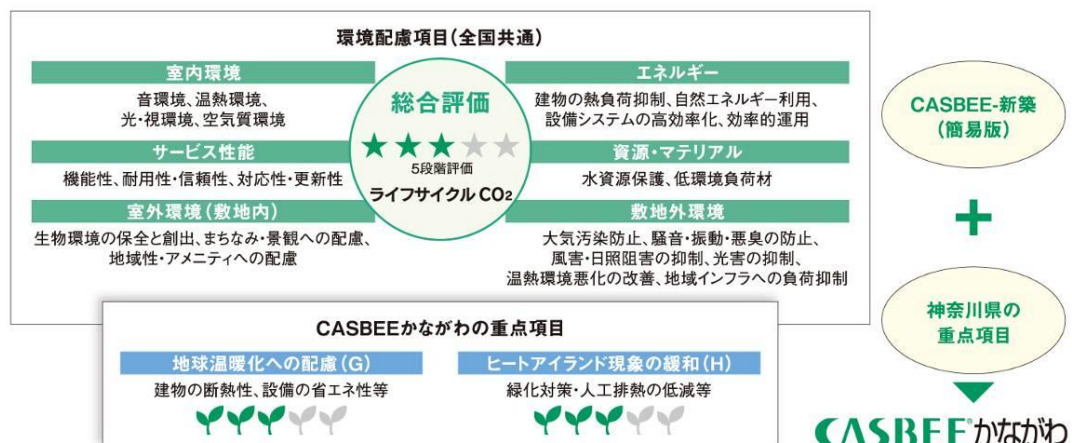 環境配慮項目(全国共通)
室内環境
音環境、温熱環境、
光・視環境、空気質環境
サービス性能
機能性、耐用性・信頼性、対応性・更新性
室外環境(敷地内)
生物環境の保全と創出、まちなみ・景観への配慮、
地域性・アメニティへの配慮
総合評価
5段階評価
ライフサイクルCO2
エネルギー
建物の熱負荷抑制、自然エネルギー利用、
設備システムの高効率化、効率的運用
資源・マテリアル
水資源保護、低環境負荷材
敷地外環境
大気汚染防止、騒音・振動・悪臭の防止、
風害・日照阻害の抑制、光害の抑制、
温熱環境悪化の改善、地域インフラへの負荷抑制
CASBEEかながわの重点項目
地球温暖化への配慮(G)
建物の断熱性、設備の省エネ性等
ヒートアイランド現象の緩和(H)
緑化対策・人工排熱の低減等
CASBEE-新築
(簡易版)
+
神奈川県の
重点項目
CASBEE®かながわ